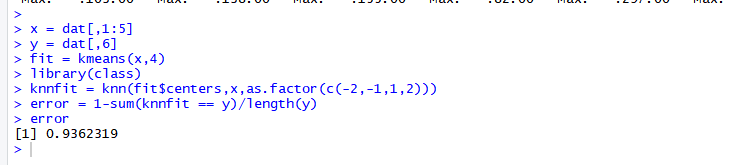 >
> x = dat[,1:5]
> y = dat[,6]
> fit = kmeans(x,4)
> library(class)
> knnfit = knn(fit$centers,x,as.factor(c(-2,-1,1,2)))
> error = 1-sum(knnfit == y)/length(y)
> error
[1] 0.9362319
>